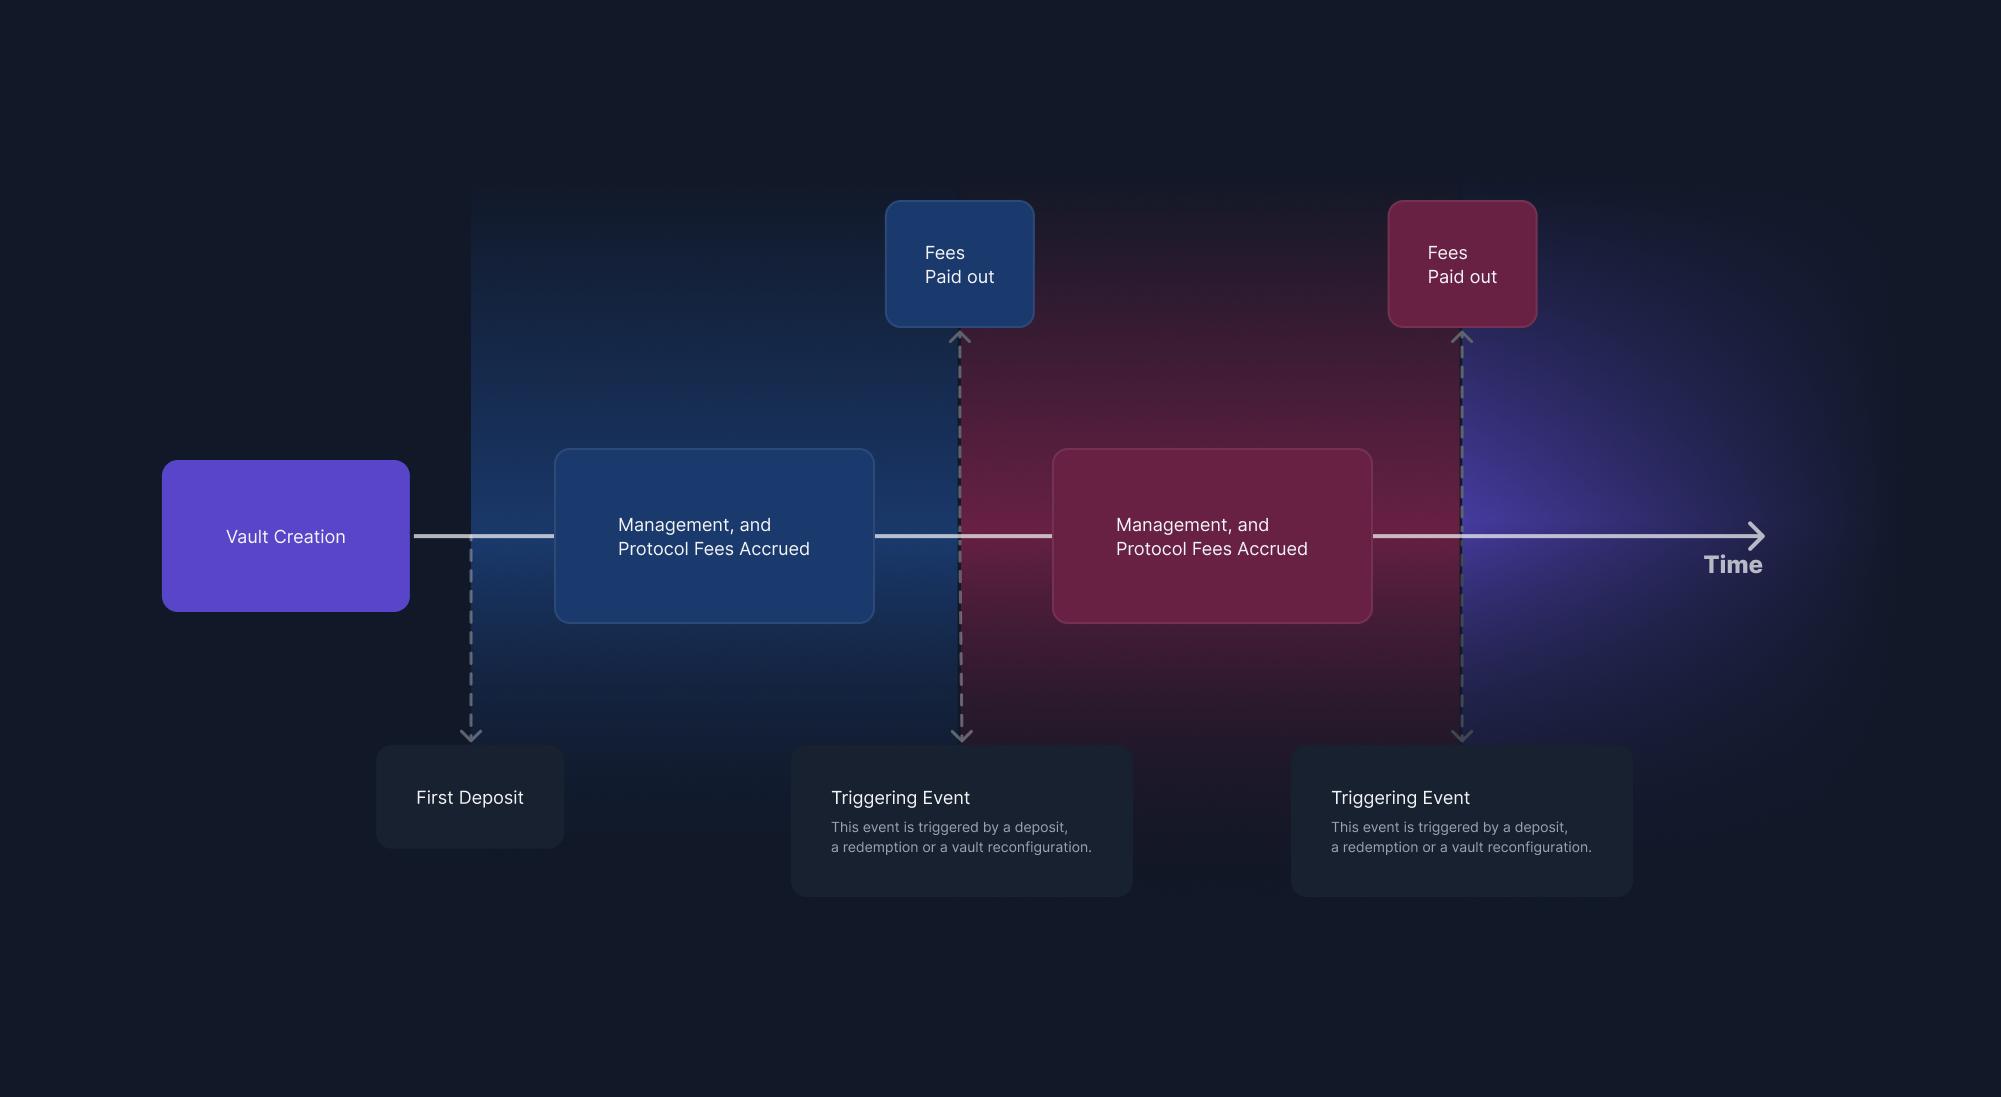 Fees
Paid out
Fees
Paid out
Vault Creation
Management, and
Protocol Fees Accrued
Management, and
Protocol Fees Accrued
Time
First Deposit
Triggering Event
This event is triggered by a deposit,
a redemption or a vault reconfiguration.
Triggering Event
This event is triggered by a deposit,
a redemption or a vault reconfiguration.